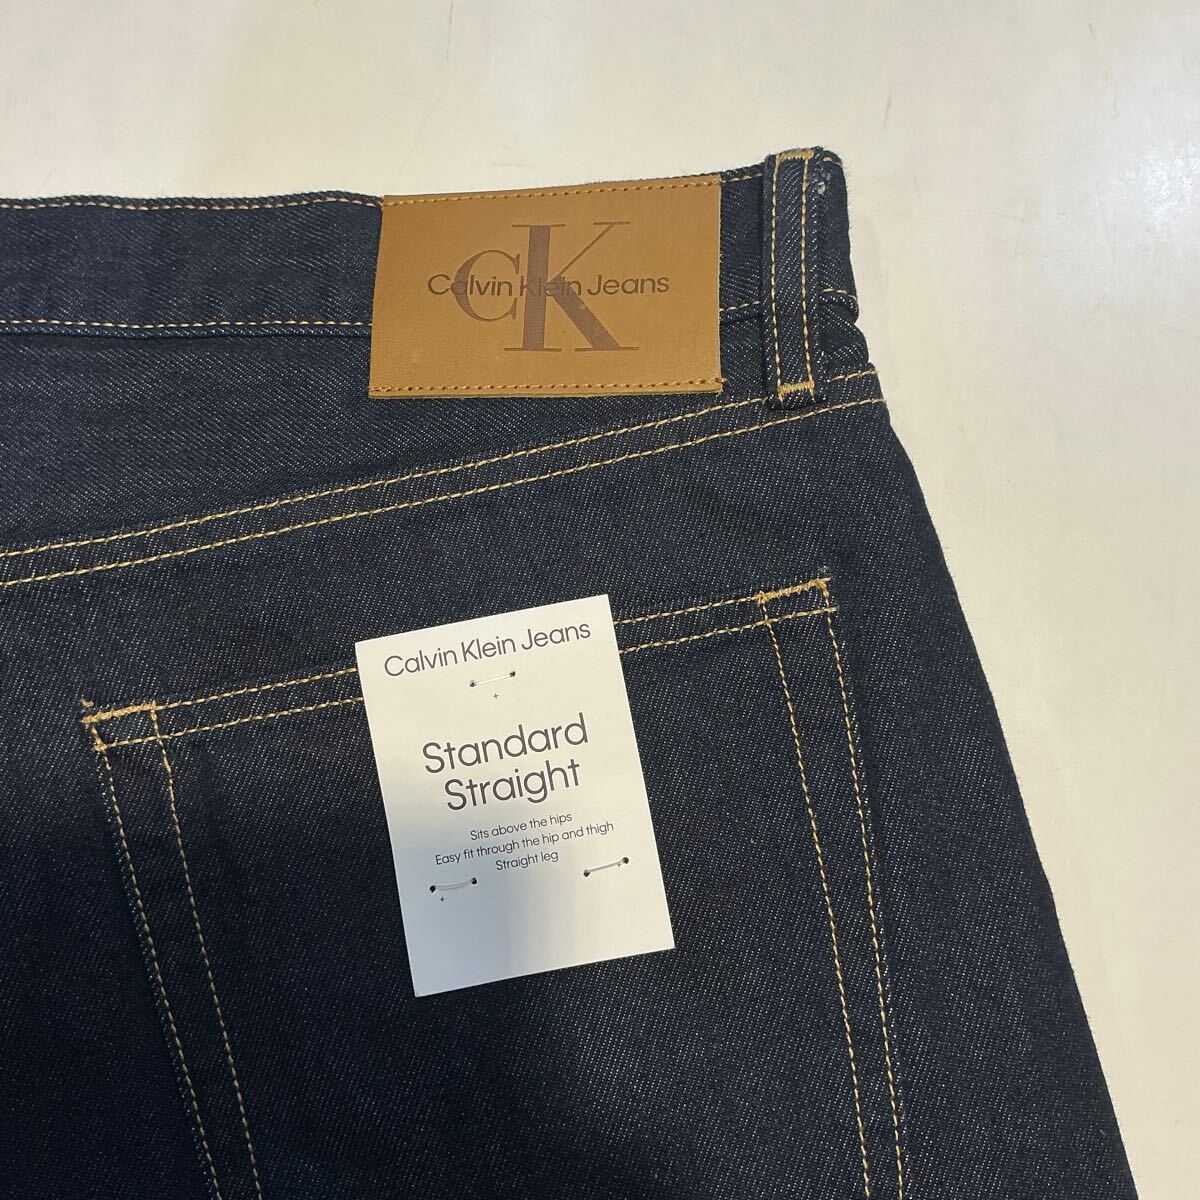 CK
Calvin Klein Jeans
Calvin Klein Jeans
Standard
Straight
Sits above the hips
Easy fit through the hip and thigh
Straight leg